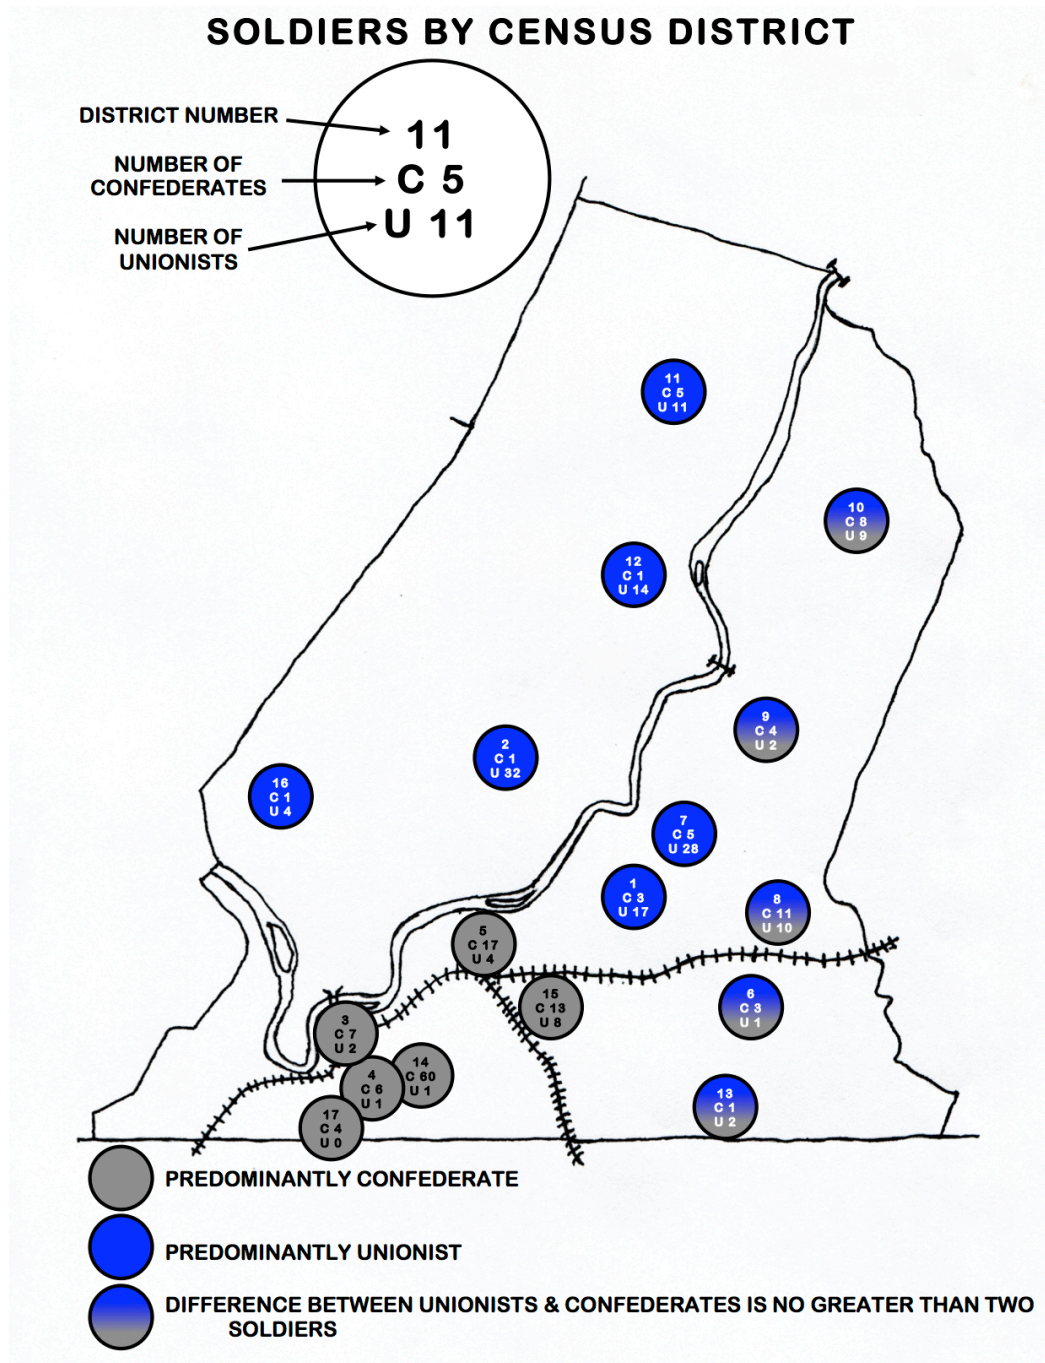 SOLDIERS BY CENSUS DISTRICT
DISTRICT NUMBER
11
NUMBER OF
CONFEDERATES
C 5
NUMBER OF
UNIONISTS
U 11
11
C 5
U 11
10
C 8
U 9
12
C 1
U 14
9
C 4
U 2
2
C 1
U 32
16
C 1
U 4
7
C 5
U 28
1
C 3
U 17
8
C 11
U 10
5
C 17
U 4
15
C 13
U 8
6
C 3
U 1
3
C 7
U 2
14
C 60
U 1
4
C 6
U 1
13
C 1
U 2
17
C 4
U 0
PREDOMINANTLY CONFEDERATE
PREDOMINANTLY UNIONIST
DIFFERENCE BETWEEN UNIONISTS & CONFEDERATES IS NO GREATER THAN TWO
SOLDIERS